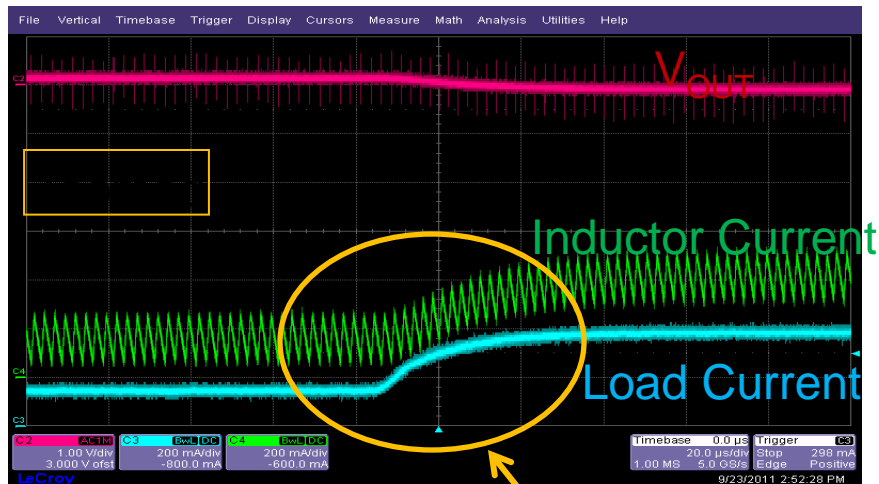 File Vertical Timebase Trigger Display Cursors Measure Math Analysis Utilities Help
C2
VOUT
Inductor Current
C4
Load Current
C3
C2 AC1M C3 BwL DC C4 BwL DC Timebase 0.0 µs Trigger C3
1.00 V/div 200 mA/div 200 mA/div 20.0 µs/div Stop 298 mA
3.000 V ofst -800.0 mA -600.0 mA 1.00 MS 5.0 GS/s Edge Positive
LeCroy 9/23/2011 2:52:28 PM